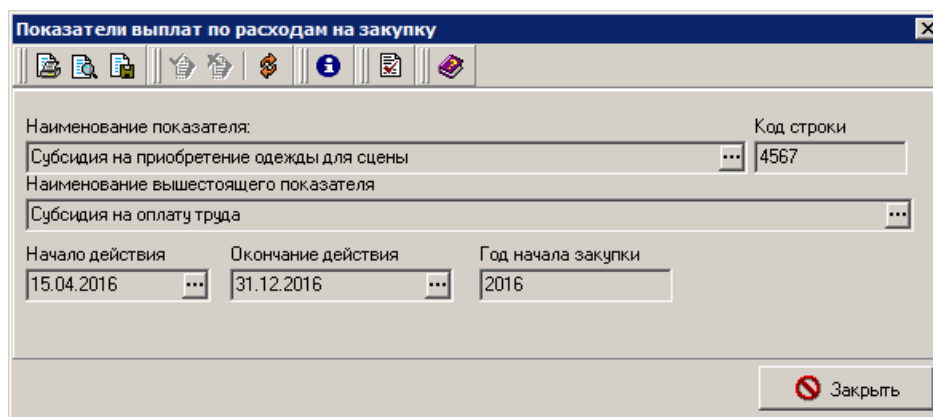 Показатели выплат по расходам на закупку
Наименование показателя: Код строки
Субсидия на приобретение одежды для сцены ... 4567
Наименование вышестоящего показателя
Субсидия на оплату труда ...
Начало действия Окончание действия Год начала закупки
15.04.2016 ... 31.12.2016 ... 2016
Закрыть